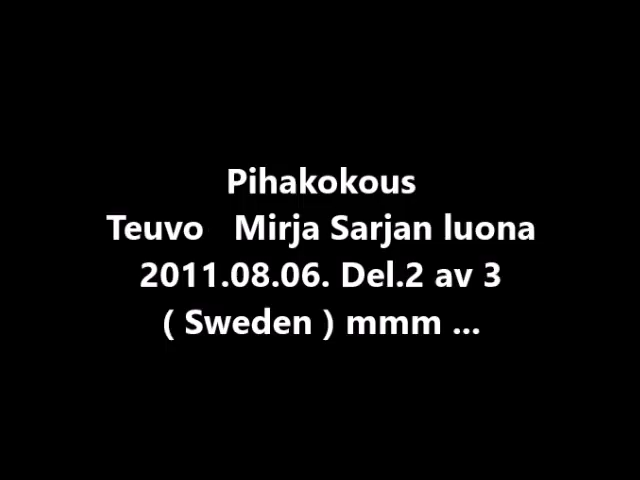 Pihakokous
Teuvo   Mirja Sarjan luona
2011.08.06. Del.2 av 3
( Sweden ) mmm ...